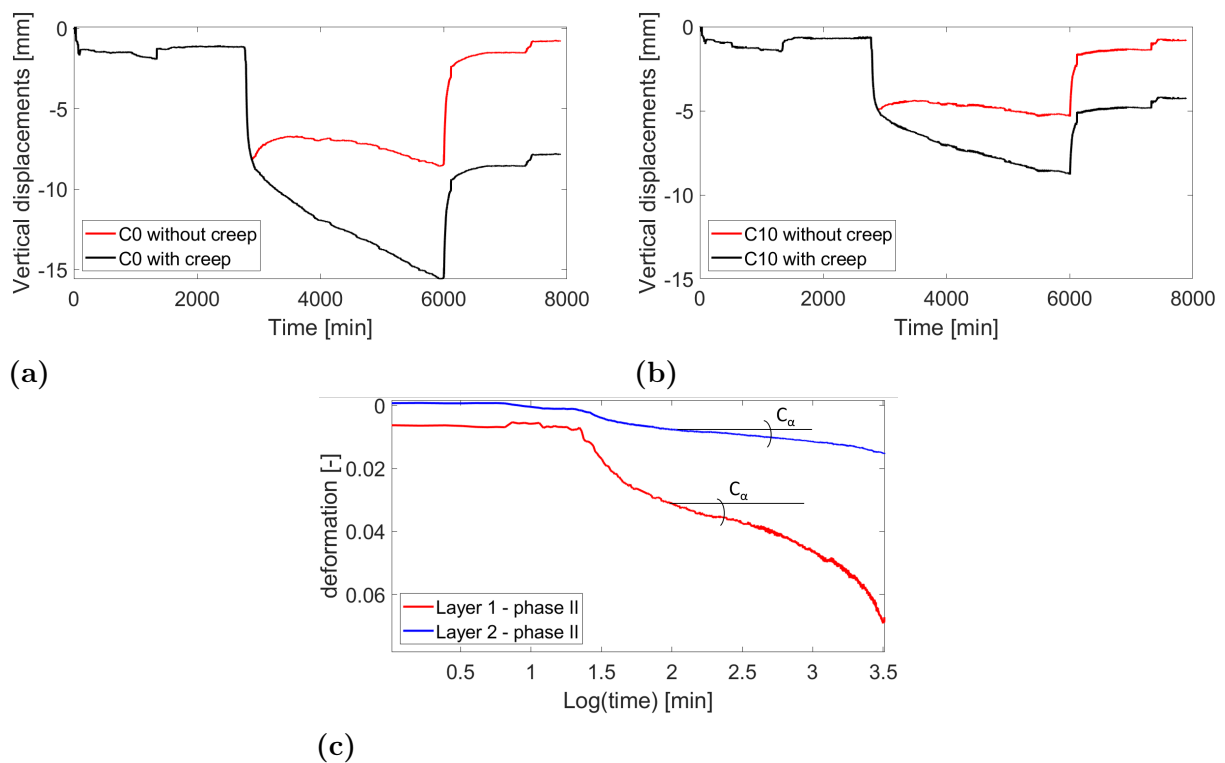 Vertical displacements [mm]
0
-5
-10
-15
0
2000
4000
6000
8000
Time [min]
C0 without creep
C0 with creep
(a)
Vertical displacements [mm]
0
-5
-10
-15
0
2000
4000
6000
8000
Time [min]
C10 without creep
C10 with creep
(b)
deformation [-]
0
0.02
0.04
0.06
Cα
Cα
Layer 1 - phase II
Layer 2 - phase II
0.5
1
1.5
2
2.5
3
3.5
Log(time) [min]
(c)